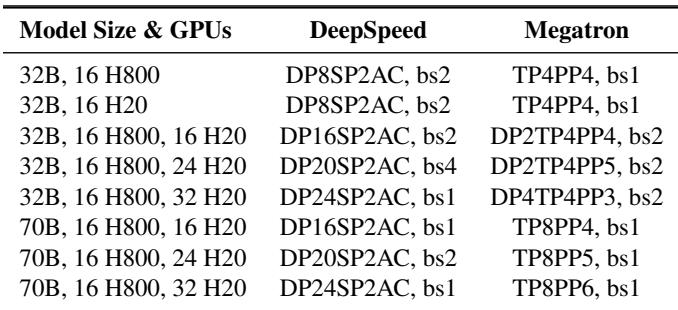 Model Size & GPUs DeepSpeed Megatron
32B, 16 H800 DP8SP2AC, bs2 TP4PP4, bs1
32B, 16 H20 DP8SP2AC, bs2 TP4PP4, bs1
32B, 16 H800, 16 H20 DP16SP2AC, bs2 DP2TP4PP4, bs2
32B, 16 H800, 24 H20 DP20SP2AC, bs4 DP2TP4PP5, bs2
32B, 16 H800, 32 H20 DP24SP2AC, bs1 DP4TP4PP3, bs2
70B, 16 H800, 16 H20 DP16SP2AC, bs1 TP8PP4, bs1
70B, 16 H800, 24 H20 DP20SP2AC, bs2 TP8PP5, bs1
70B, 16 H800, 32 H20 DP24SP2AC, bs1 TP8PP6, bs1